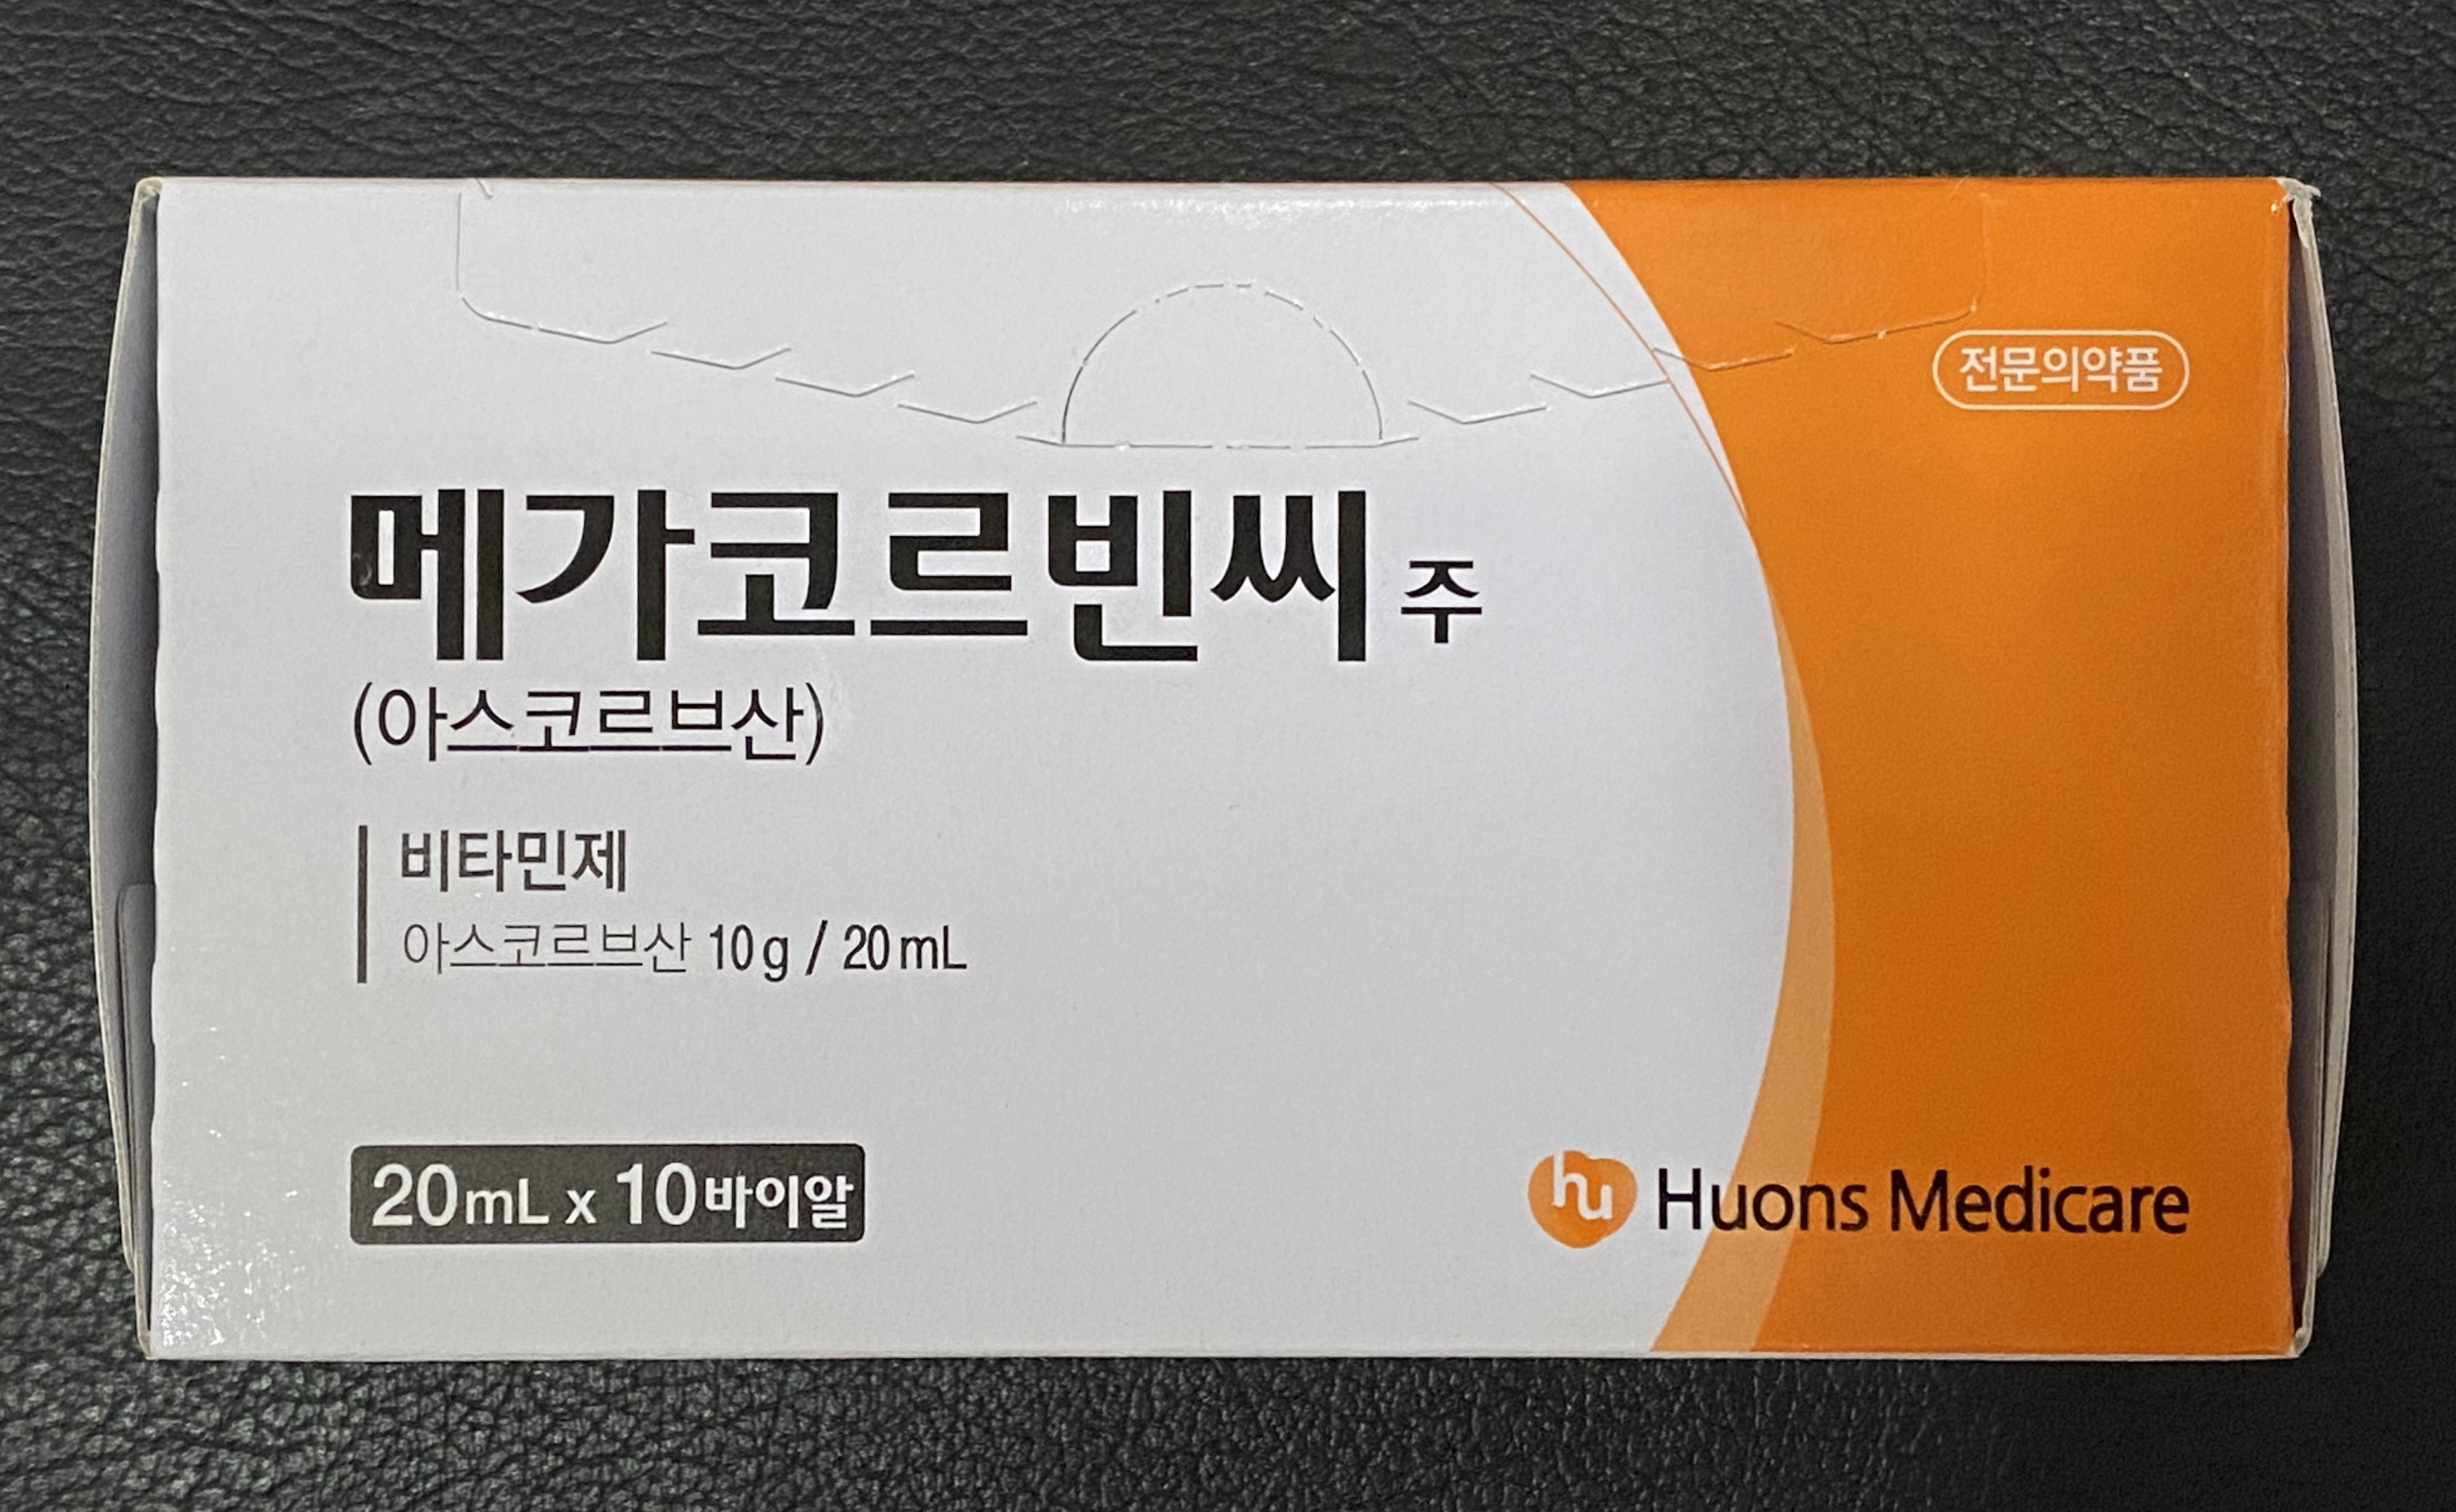 전문의약품
메가코르빈씨 주
(아스코르브산)
비타민제
아스코르브산 10g / 20mL
20mL x 10바이알
hu Huons Medicare